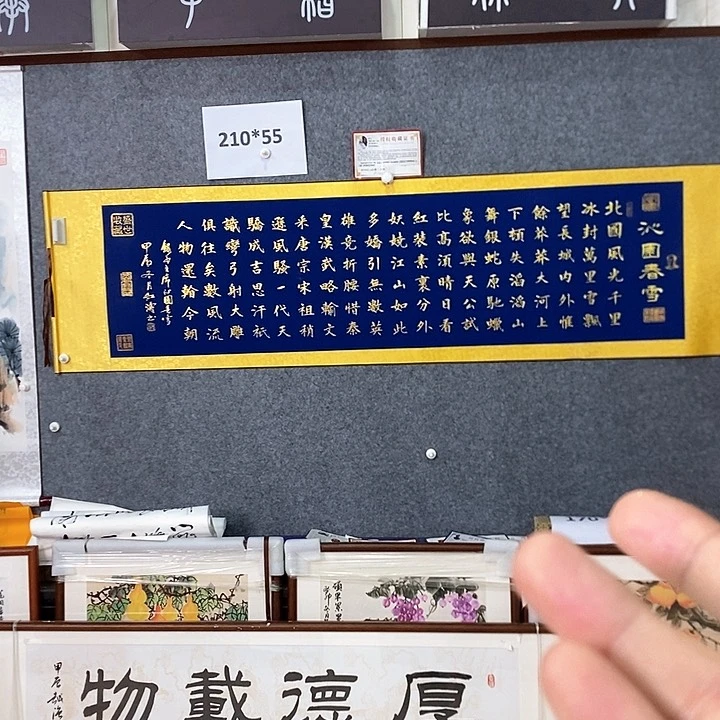 210*55
沁園春雪
北國風光千里
冰封萬里雪飄
望長城内外惟
餘莽莽大河上
下頓失滔滔山
舞銀蛇原馳蠟
象欲與天公試
比高須晴日看
紅裝素裹分外
妖嬈江山如此
多嬌引無數英
雄競折腰惜秦
皇漢武略輸文
采唐宗宋祖稍
遜風騷一代天
驕成吉思汗祇
識彎弓射大雕
俱往矣數風流
人物還看今朝
厚德載物
甲辰